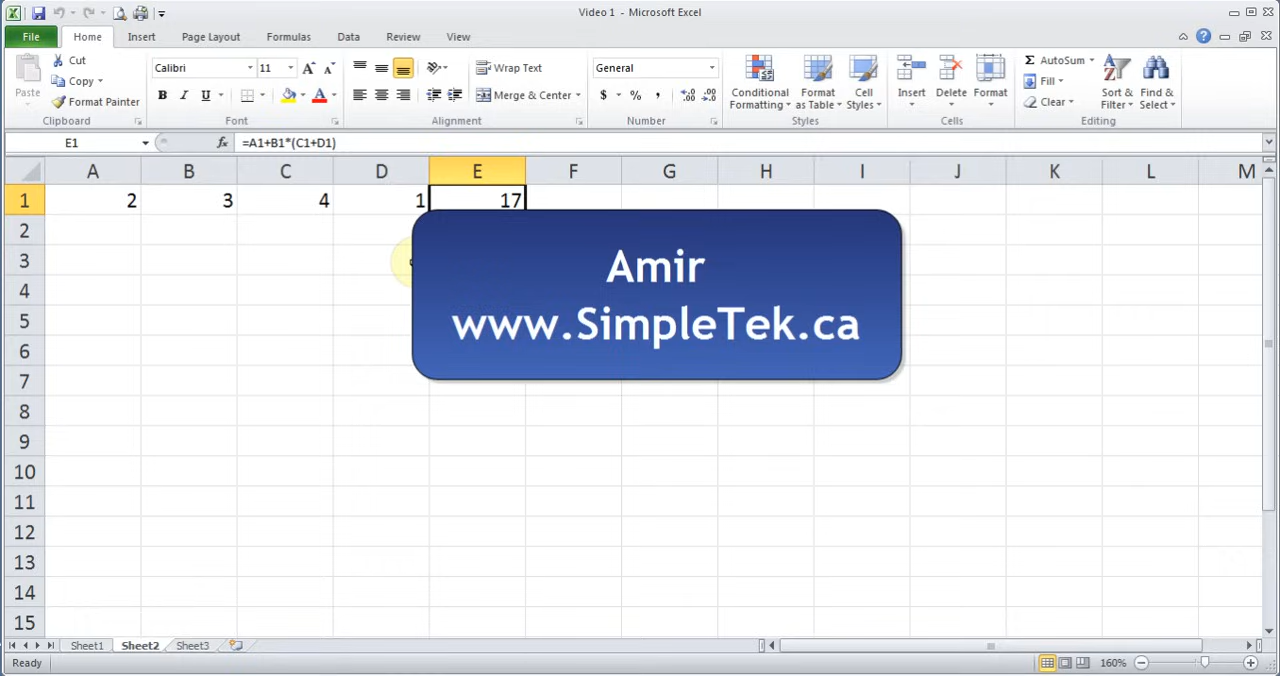 Video 1 - Microsoft Excel
File Home Insert Page Layout Formulas Data Review View
Paste
Cut
Copy
Format Painter
Clipboard
Calibri 11 A A
B I U A
Font
Wrap Text
Merge & Center
Alignment
General
$ % , .00 .0
Number
Conditional Formatting
Format as Table
Cell Styles
Styles
Insert Delete Format
Cells
Σ AutoSum
Fill
Clear
Sort & Filter
Find & Select
Editing
E1 fx =A1+B1*(C1+D1)
A B C D E F G H I J K L M
1 2 3 4 1 17
2
3
4
5
6
7
8
9
10
11
12
13
14
15
Amir
www.SimpleTek.ca
Sheet1 Sheet2 Sheet3
Ready 160%